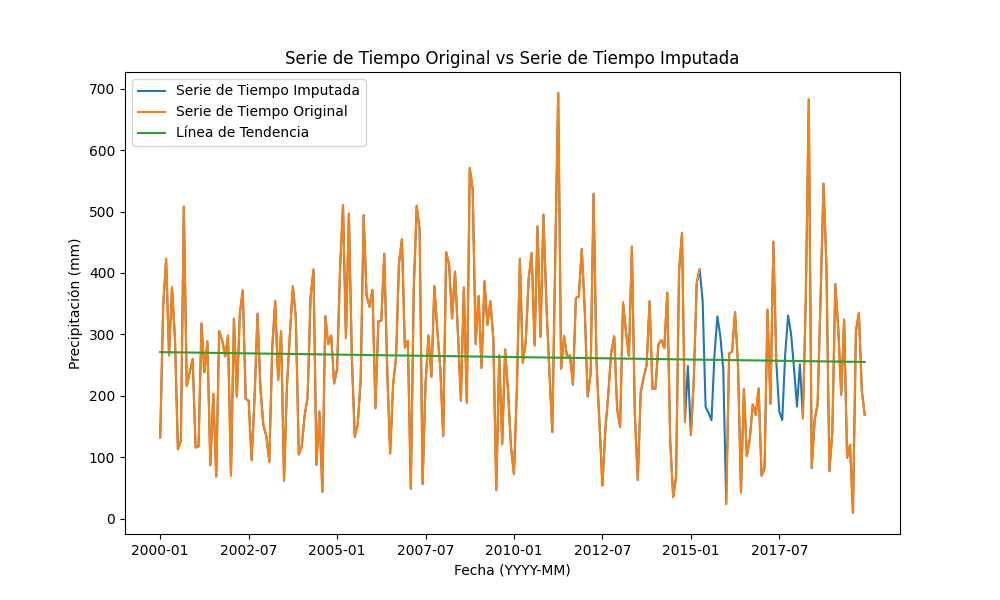 Serie de Tiempo Original vs Serie de Tiempo Imputada
Serie de Tiempo Imputada
Serie de Tiempo Original
Línea de Tendencia
700
600
500
400
300
200
100
0
Precipitación (mm)
2000-01 2002-07 2005-01 2007-07 2010-01 2012-07 2015-01 2017-07
Fecha (YYYY-MM)